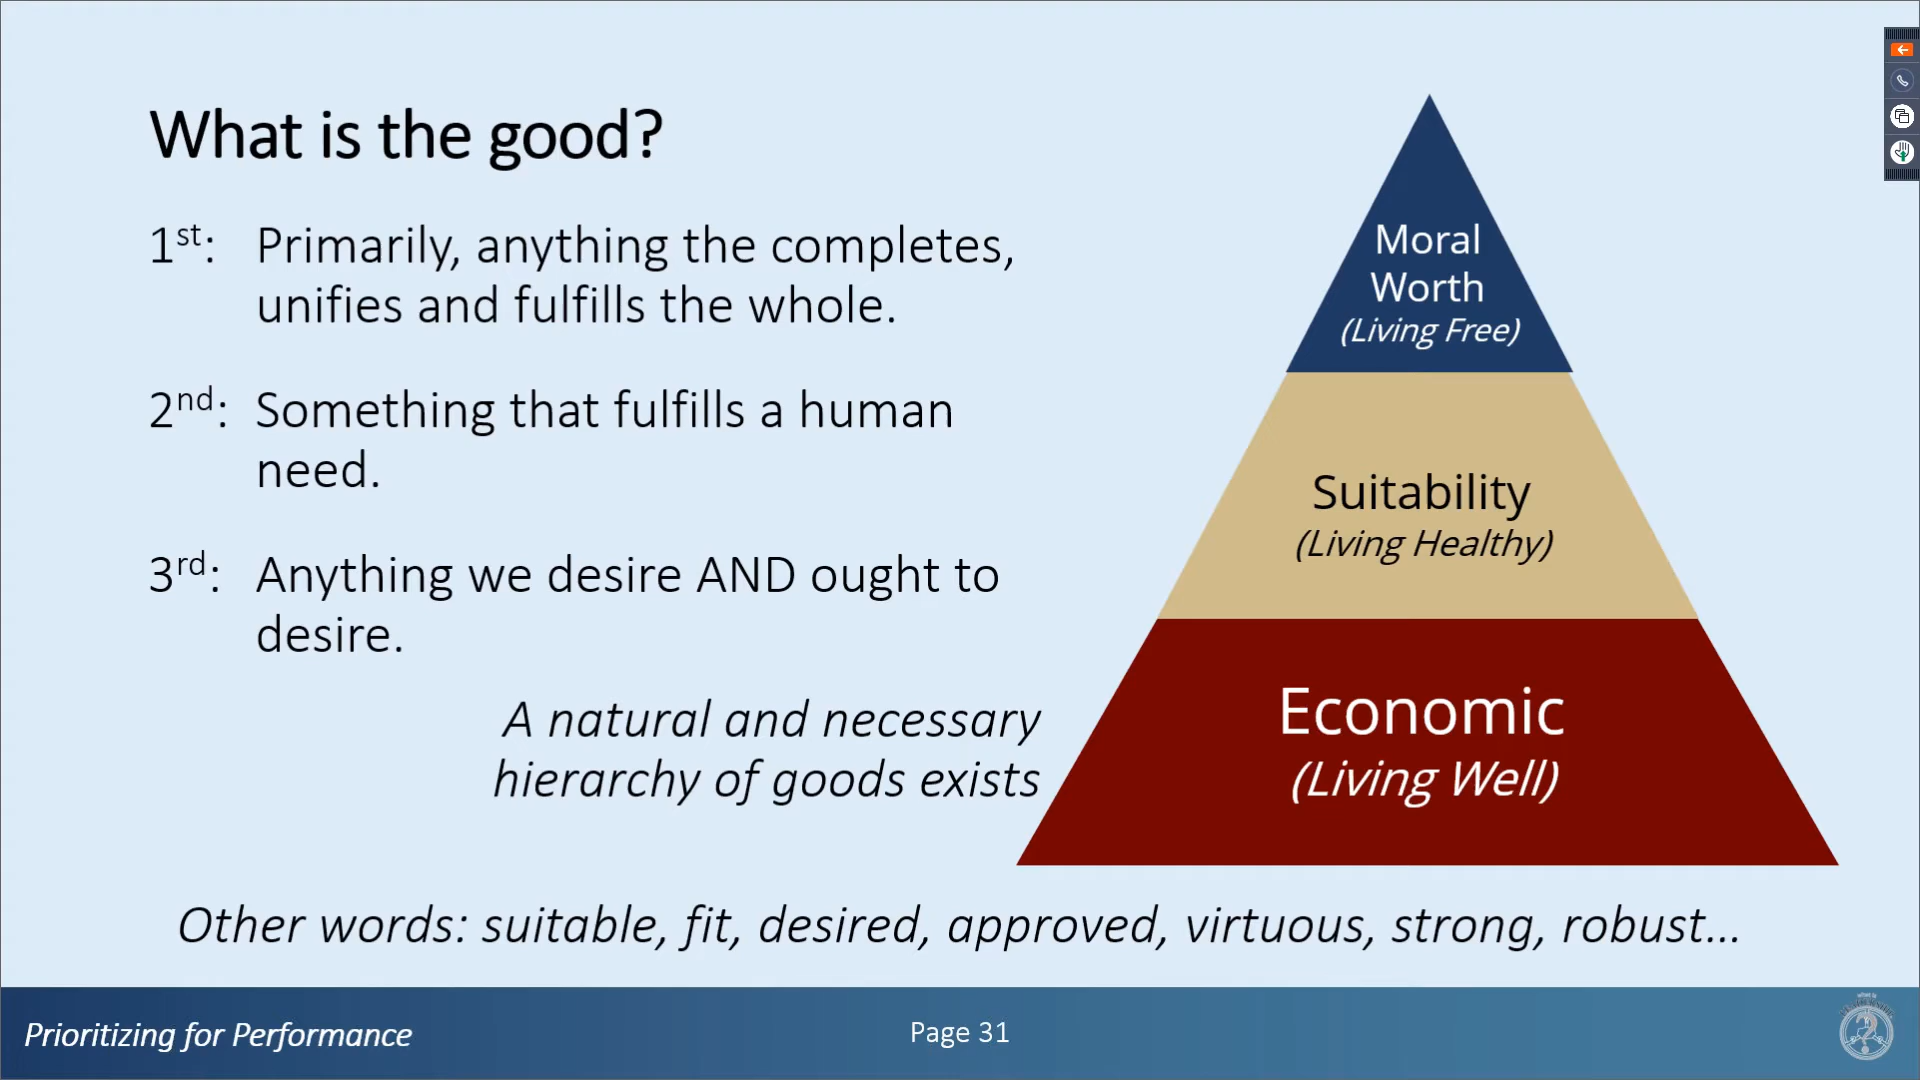 What is the good?
1st: Primarily, anything the completes,
unifies and fulfills the whole.
2nd: Something that fulfills a human
need.
3rd: Anything we desire AND ought to
desire.
A natural and necessary
hierarchy of goods exists
Moral
Worth
(Living Free)
Suitability
(Living Healthy)
Economic
(Living Well)
Other words: suitable, fit, desired, approved, virtuous, strong, robust...
Prioritizing for Performance
Page 31